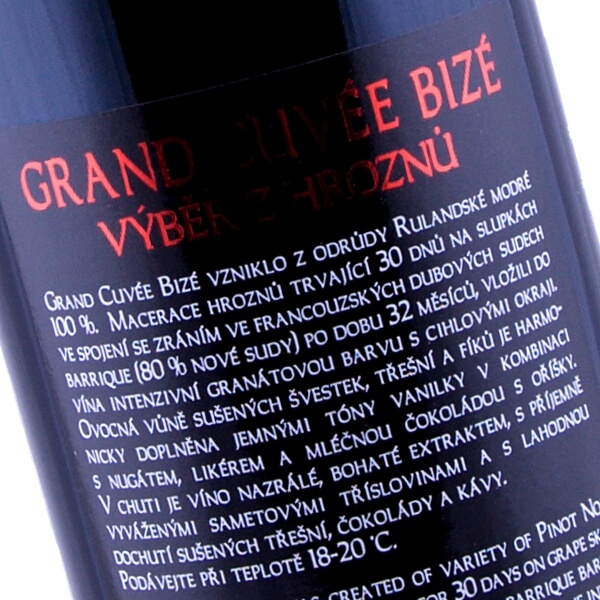 GRAND CUVÉE BIZÉ
VÝBĚR Z HROZNŮ
GRAND CUVÉE BIZÉ VZNIKLO Z ODRŮDY RULANDSKÉ MODRÉ
100 %. MACERACE HROZNŮ TRVAJÍCÍ 30 DNŮ NA SLUPKÁCH
VE SPOJENÍ SE ZRÁNÍM VE FRANCOUZSKÝCH DUBOVÝCH SUDECH
BARRIQUE (80 % NOVÉ SUDY) PO DOBU 32 MĚSÍCŮ, VLOŽILI DO
VÍNA INTENZIVNÍ GRANÁTOVOU BARVU S CIHLOVÝMI OKRAJI.
OVOCNÁ VŮNĚ SUŠENÝCH ŠVESTEK, TŘEŠNÍ A FÍKŮ JE HARMO-
NICKY DOPLNĚNA JEMNÝMI TÓNY VANILKY V KOMBINACI
S NUGÁTEM, LIKÉREM A MLÉČNOU ČOKOLÁDOU S OŘÍŠKY.
V CHUTI JE VÍNO NAZRÁLÉ, BOHATÉ EXTRAKTEM, S PŘÍJEMNĚ
VYVÁŽENÝMI SAMETOVÝMI TŘÍSLOVINAMI A S LAHODNOU
DOCHUTÍ SUŠENÝCH TŘEŠNÍ, ČOKOLÁDY A KÁVY.
PODÁVEJTE PŘI TEPLOTĚ 18-20 °C.
CREATED OF VARIETY OF PINOT
FOR 30 DAYS ON GRAPE
BARRIQUE